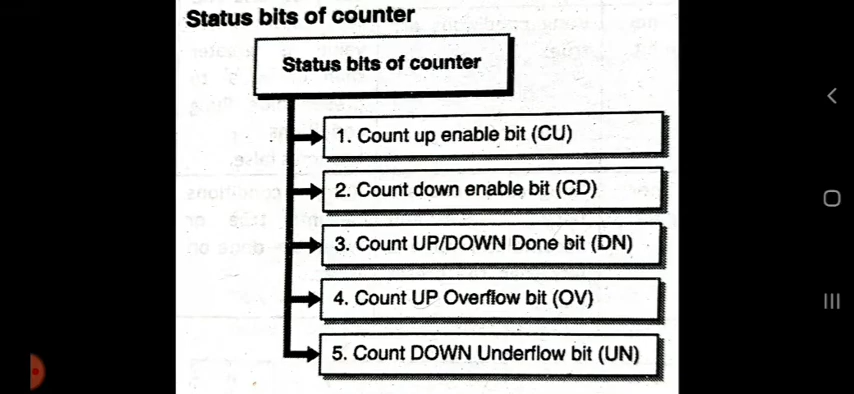 Status bits of counter
Status bits of counter
1. Count up enable bit (CU)
2. Count down enable bit (CD)
3. Count UP/DOWN Done bit (DN)
4. Count UP Overflow bit (OV)
5. Count DOWN Underflow bit (UN)